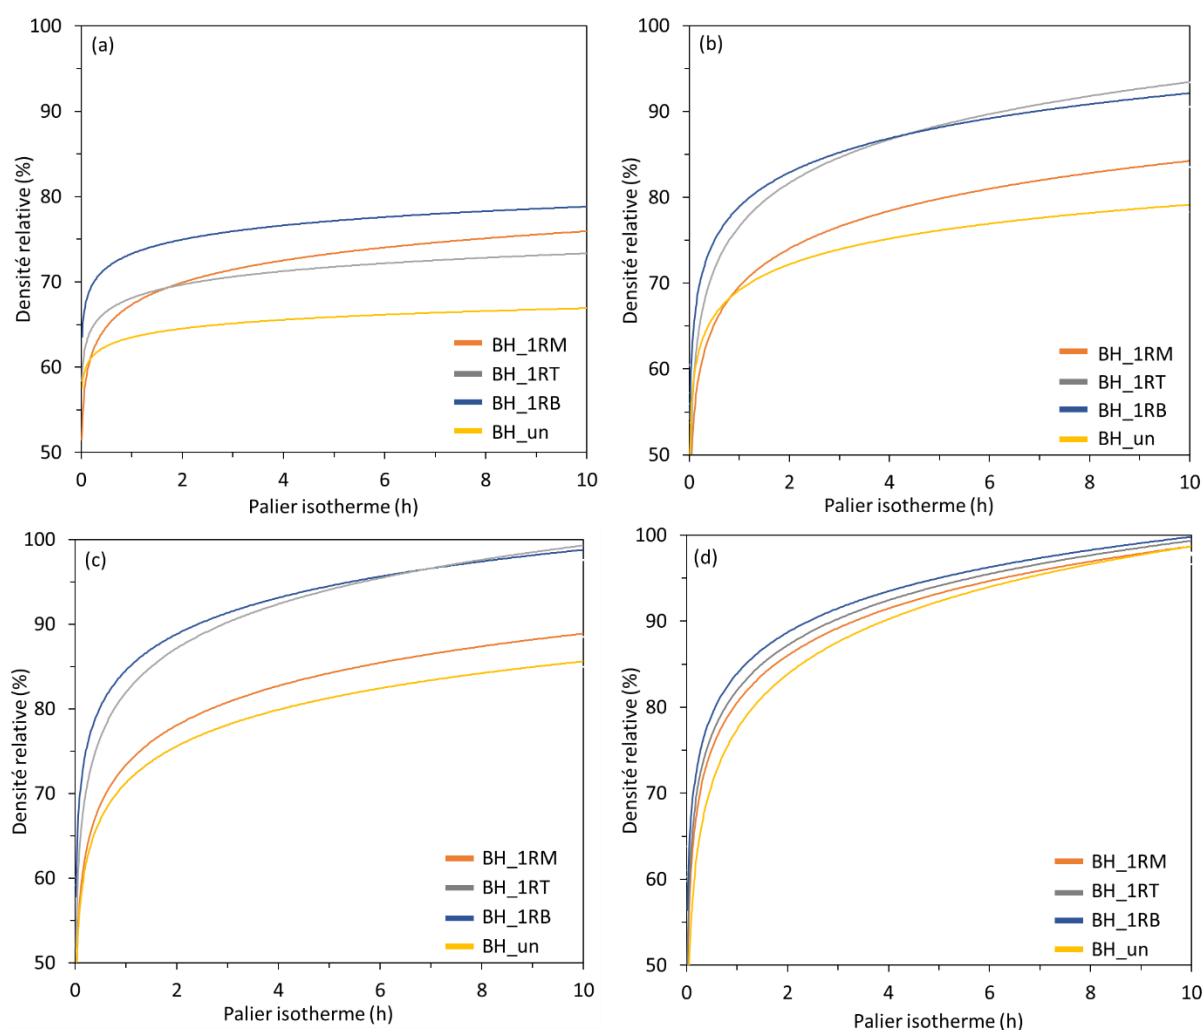 (a)
Densité relative (%)
100
90
80
70
60
50
0 2 4 6 8 10
Palier isotherme (h)
BH_1RM
BH_1RT
BH_1RB
BH_un
(b)
Densité relative (%)
100
90
80
70
60
50
0 2 4 6 8 10
Palier isotherme (h)
BH_1RM
BH_1RT
BH_1RB
BH_un
(c)
Densité relative (%)
100
90
80
70
60
50
0 2 4 6 8 10
Palier isotherme (h)
BH_1RM
BH_1RT
BH_1RB
BH_un
(d)
Densité relative (%)
100
90
80
70
60
50
0 2 4 6 8 10
Palier isotherme (h)
BH_1RM
BH_1RT
BH_1RB
BH_un